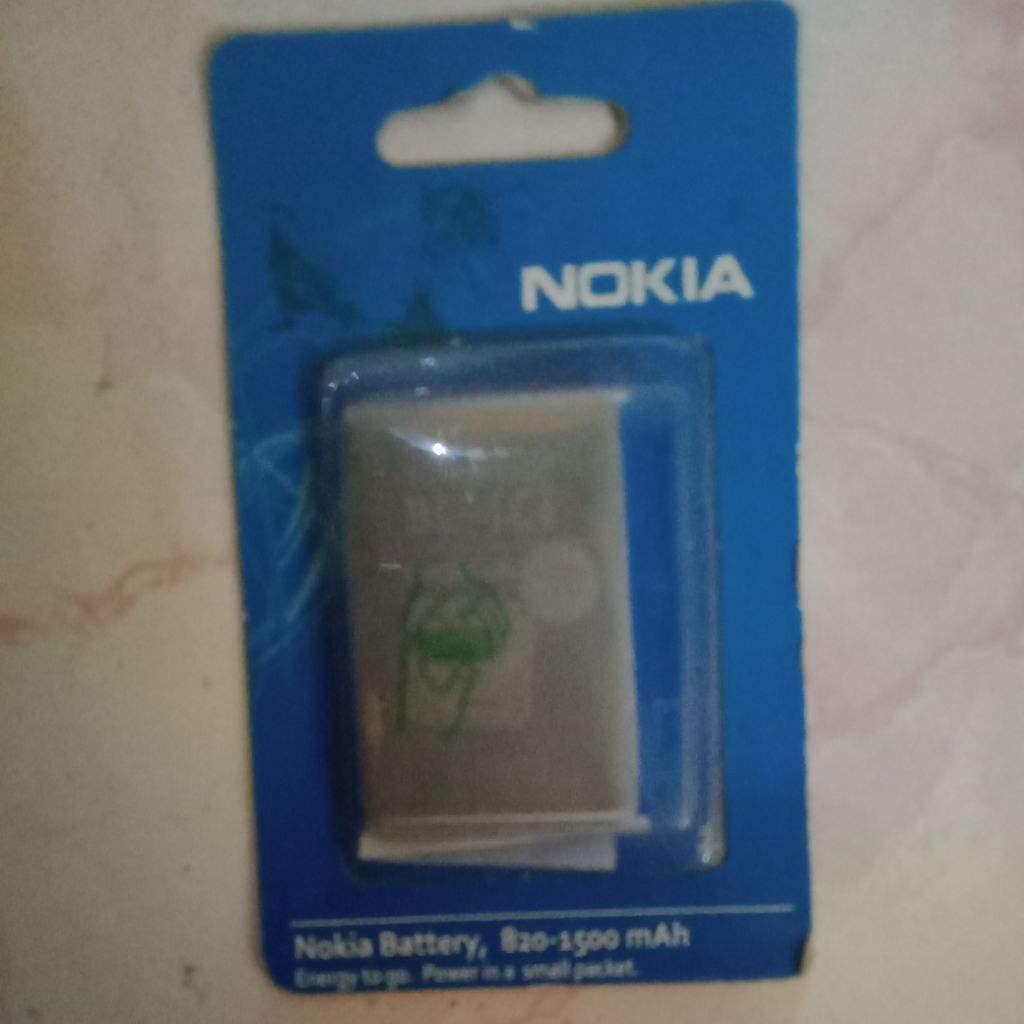 NOKIA
Nokia Battery, 820-1500 mAh
Energy to go. Power in a small packet.